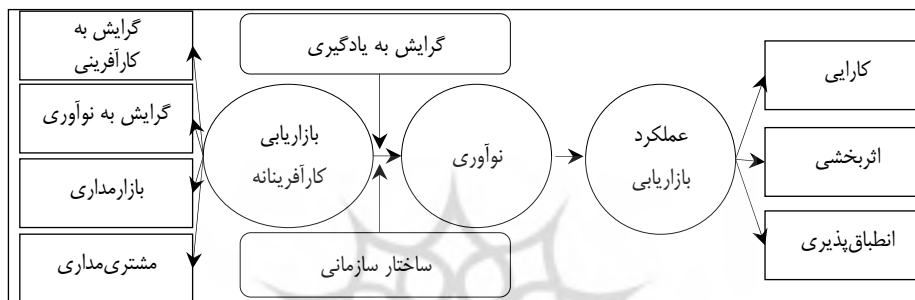 گرایش به
کارآفرینی
گرایش به نوآوری
بازارمداری
مشتری‌مداری
گرایش به یادگیری
بازاریابی
کارآفرینانه
ساختار سازمانی
نوآوری
عملکرد
بازاریابی
کارایی
اثربخشی
انطباق‌پذیری